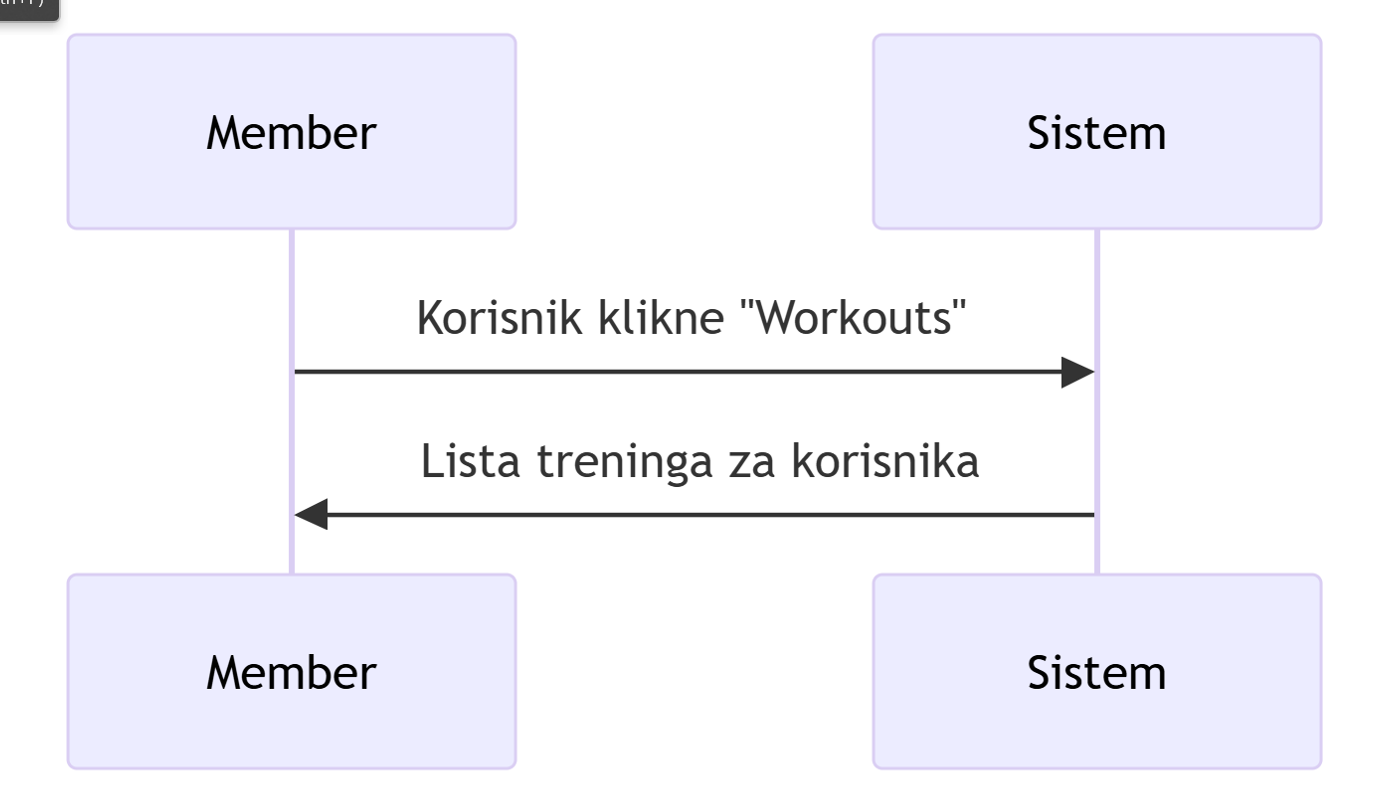 Member
Sistem
Korisnik klikne "Workouts"
Lista treninga za korisnika
Member
Sistem